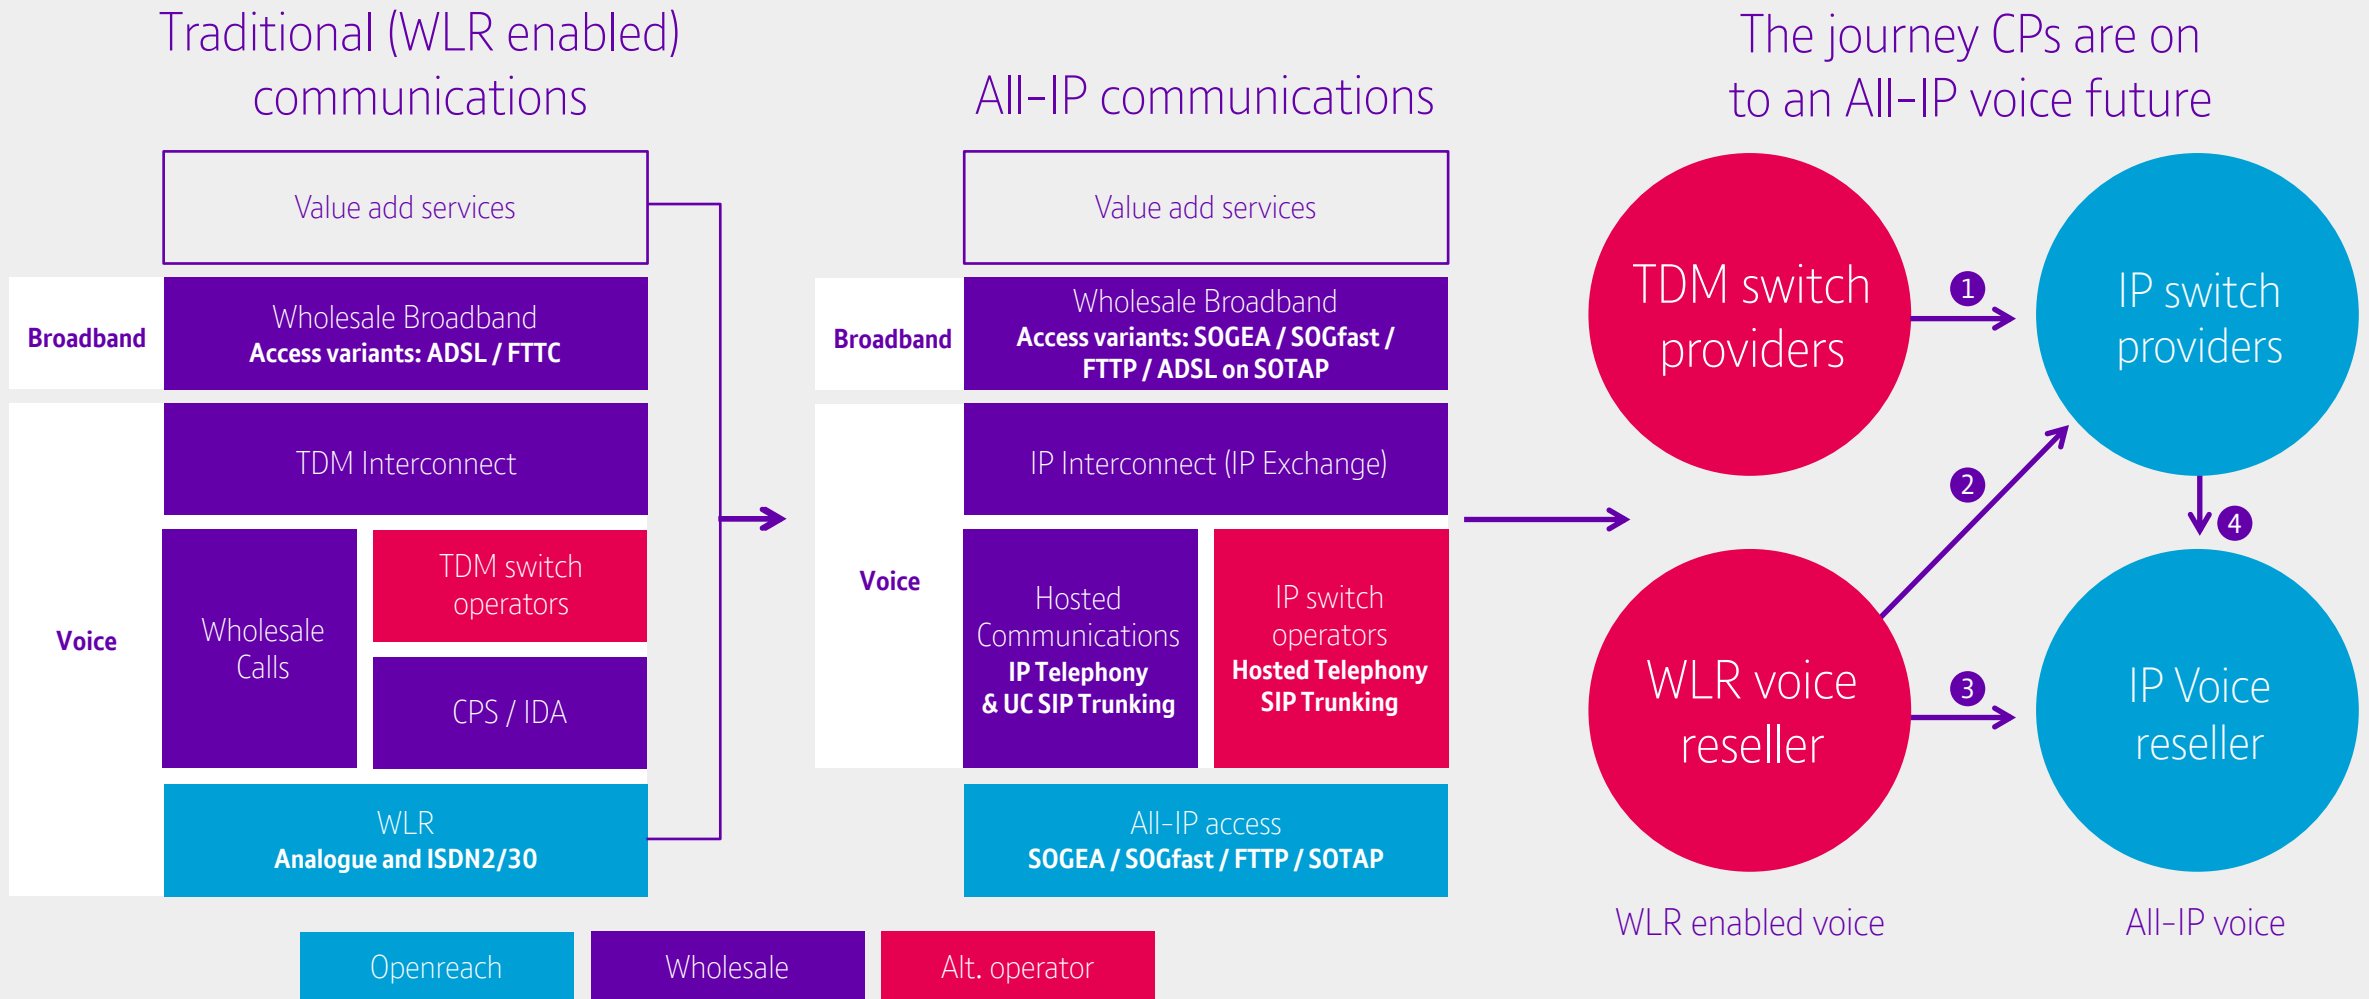 Traditional (WLR enabled)
communications
Value add services
Broadband
Wholesale Broadband
Access variants: ADSL / FTTC
Voice
TDM Interconnect
Wholesale
Calls
TDM switch
operators
CPS / IDA
WLR
Analogue and ISDN2/30
All-IP communications
Value add services
Broadband
Wholesale Broadband
Access variants: SOGEA / SOGfast /
FTTP / ADSL on SOTAP
Voice
IP Interconnect (IP Exchange)
Hosted
Communications
IP Telephony
& UC SIP Trunking
IP switch
operators
Hosted Telephony
SIP Trunking
All-IP access
SOGEA / SOGfast / FTTP / SOTAP
The journey CPs are on
to an All-IP voice future
TDM switch
providers
1
IP switch
providers
2
4
WLR voice
reseller
3
IP Voice
reseller
WLR enabled voice
All-IP voice
Openreach
Wholesale
Alt. operator